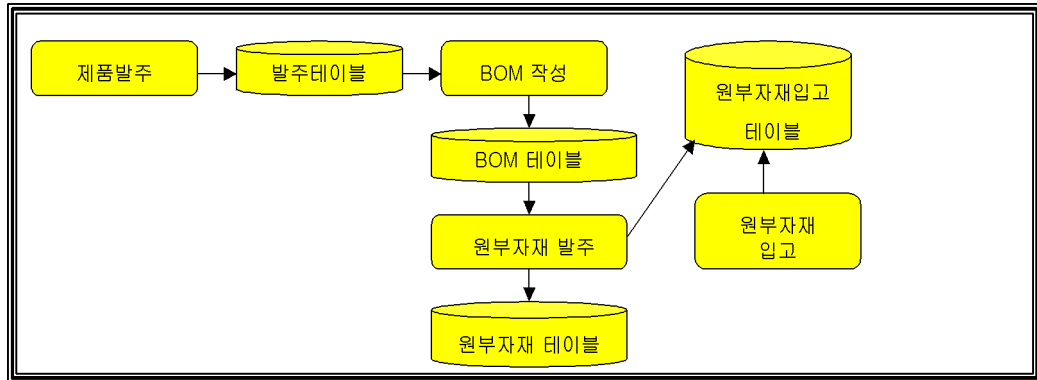 제품발주
발주테이블
BOM 작성
원부자재입고
테이블
BOM 테이블
원부자재 발주
원부자재
입고
원부자재 테이블